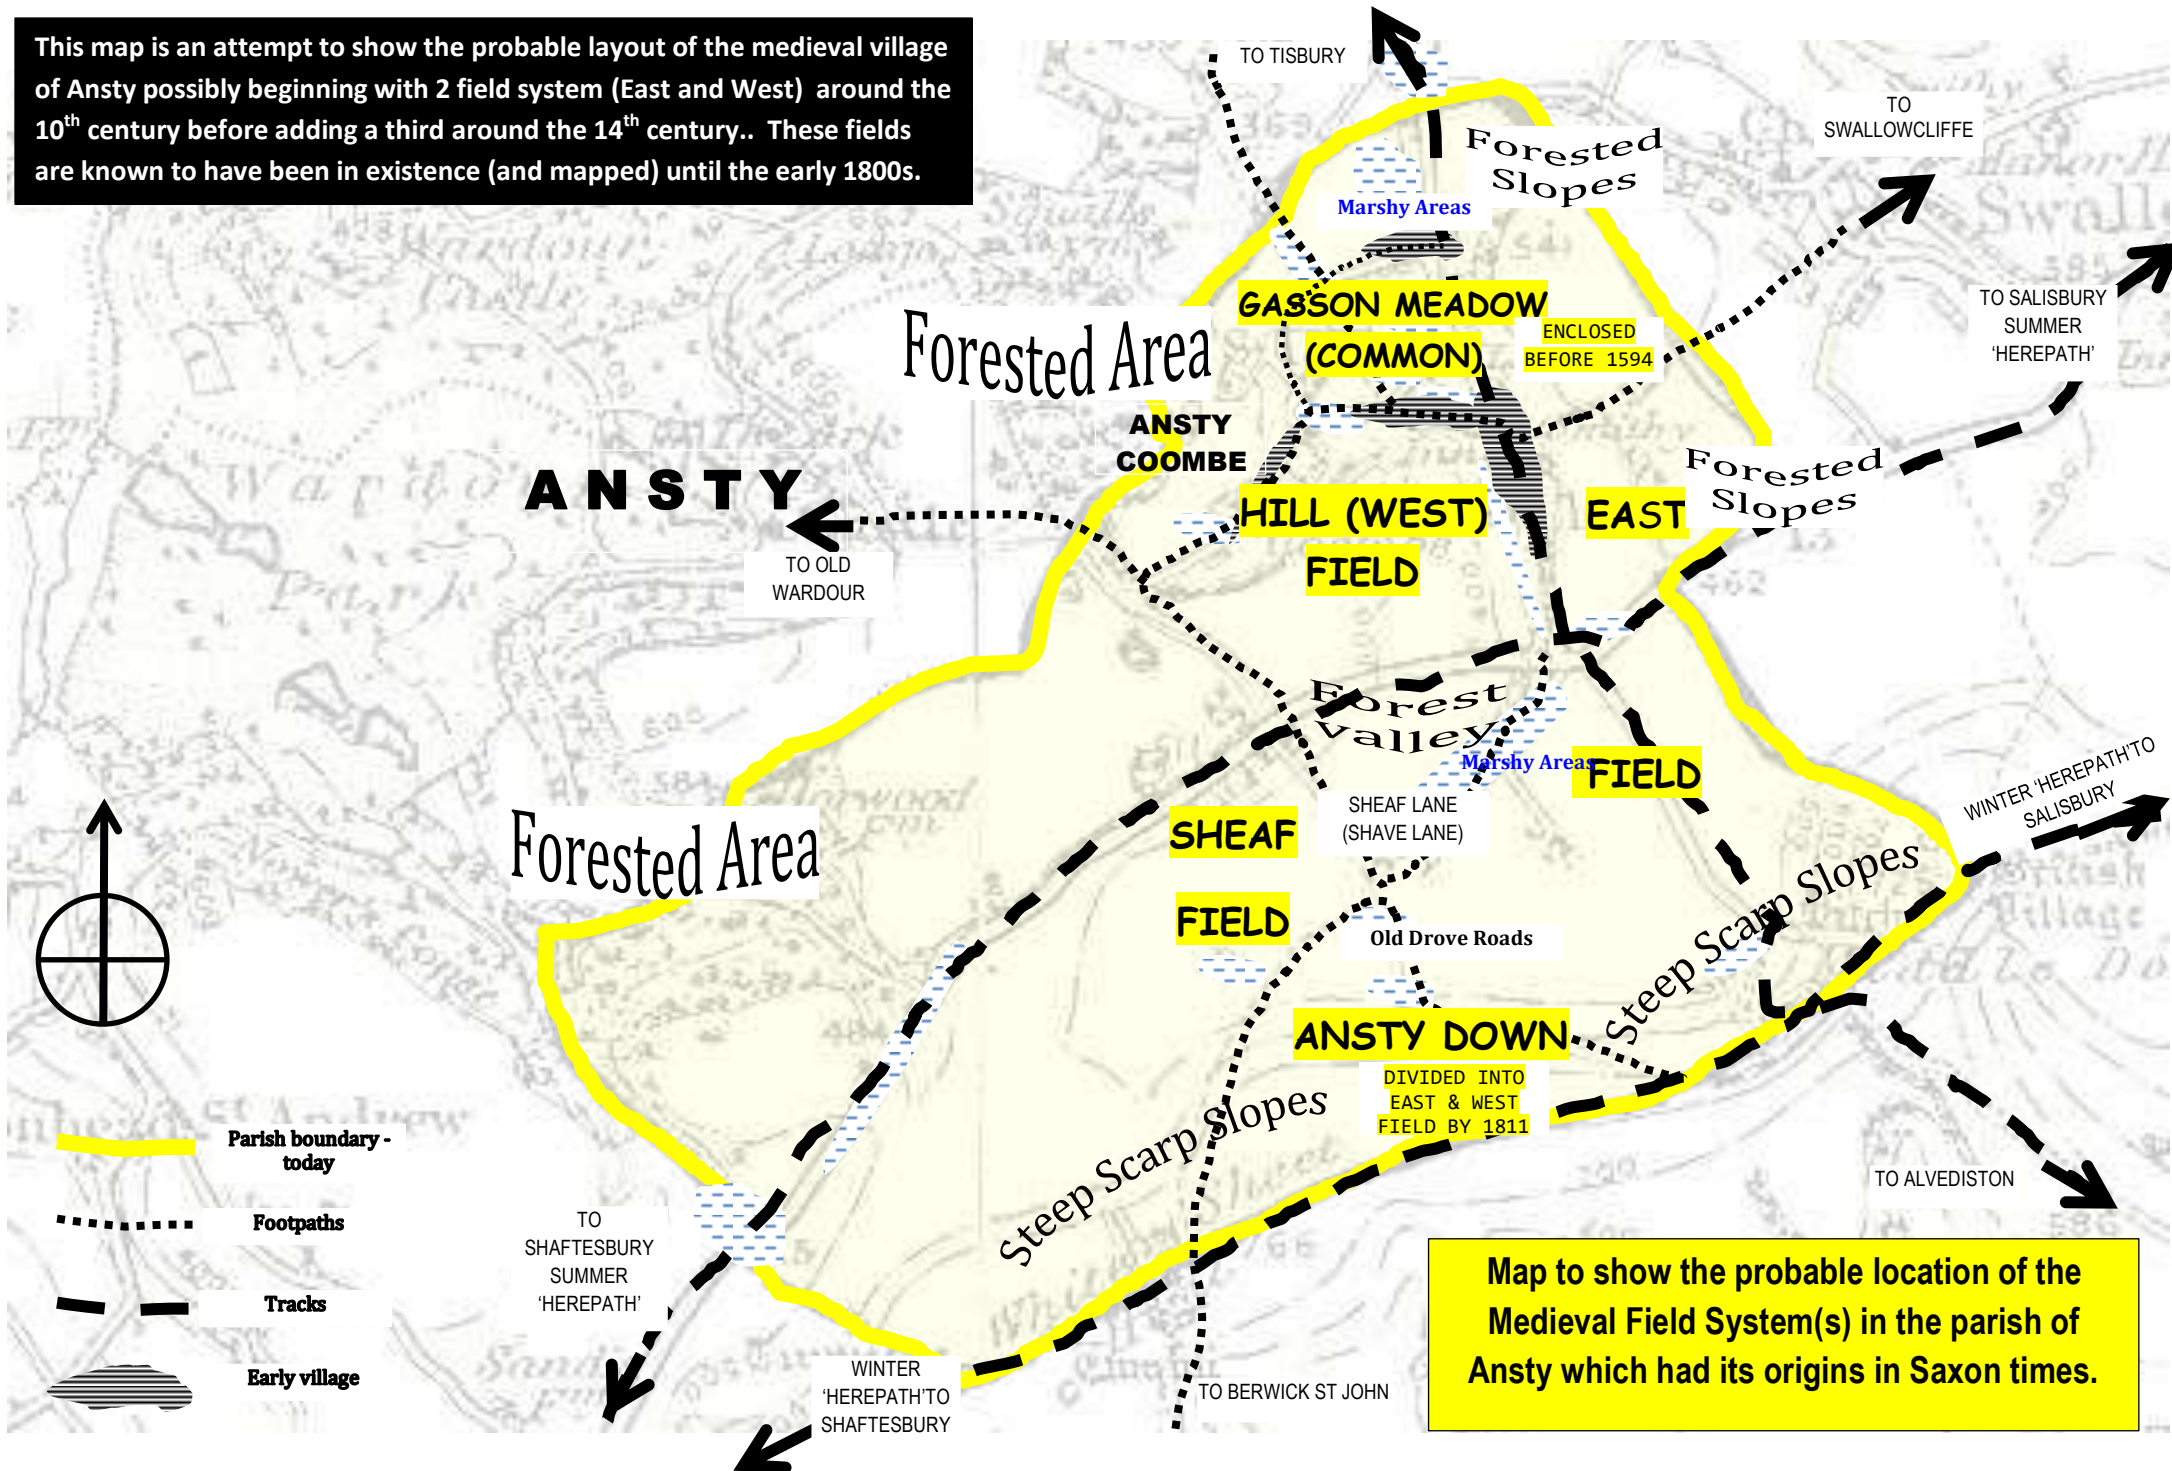 This map is an attempt to show the probable layout of the medieval village
of Ansty possibly beginning with 2 field system (East and West) around the
10th century before adding a third around the 14th century.. These fields
are known to have been in existence (and mapped) until the early 1800s.
TO TISBURY
TO
SWALLOWCLIFFE
Forested
Slopes
Marshy Areas
TO SALISBURY
SUMMER
‘HEREPATH’
GASSON MEADOW
(COMMON)
ENCLOSED
BEFORE 1594
Forested Area
ANSTY
COOMBE
ANSTY
TO OLD
WARDOUR
HILL (WEST)
FIELD
EAST
Forested
Slopes
462
Forest
valley
Marshy Areas
FIELD
SHEAF LANE
(SHAVE LANE)
SHEAF
FIELD
WINTER ‘HEREPATH’TO
SALISBURY
Forested Area
Steep Scarp Slopes
Old Drove Roads
ANSTY DOWN
DIVIDED INTO
EAST & WEST
FIELD BY 1811
Steep Scarp Slopes
TO ALVEDISTON
Parish boundary -
today
Footpaths
Tracks
Early village
TO
SHAFTESBURY
SUMMER
‘HEREPATH’
WINTER
‘HEREPATH’TO
SHAFTESBURY
TO BERWICK ST JOHN
Map to show the probable location of the
Medieval Field System(s) in the parish of
Ansty which had its origins in Saxon times.